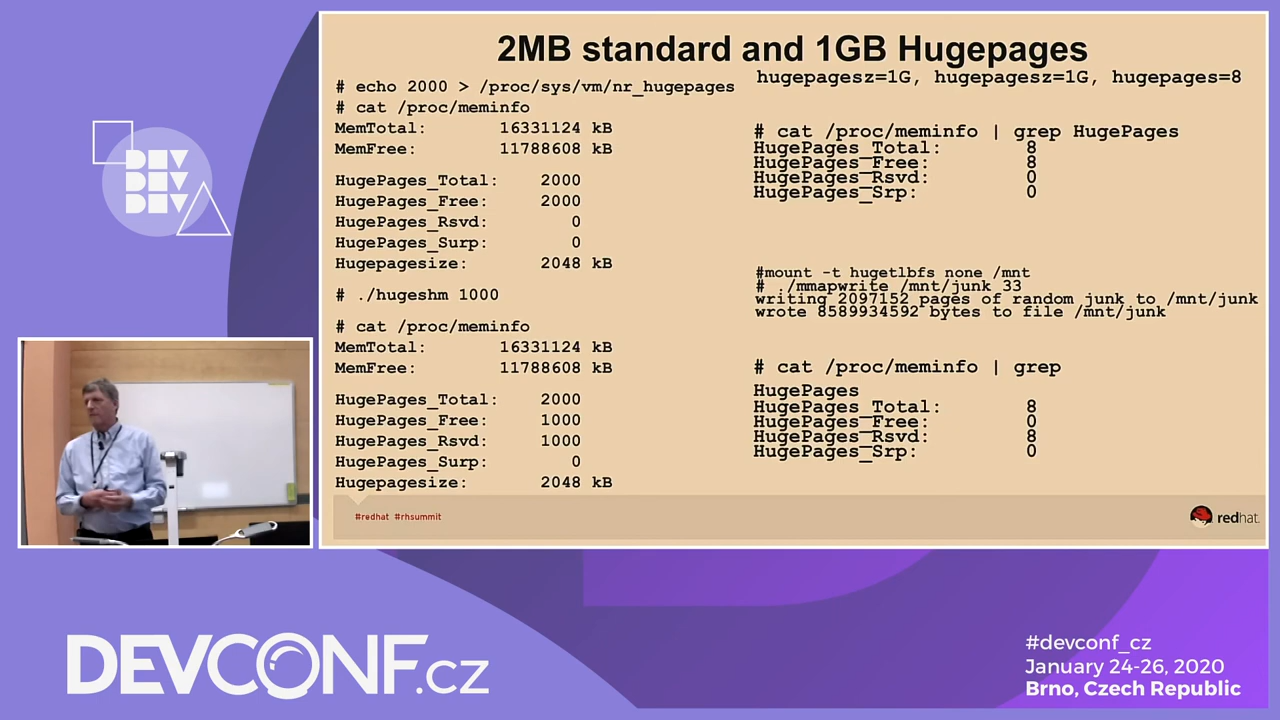 2MB standard and 1GB Hugepages
# echo 2000 > /proc/sys/vm/nr_hugepages
# cat /proc/meminfo
MemTotal: 16331124 kB
MemFree: 11788608 kB
HugePages_Total: 2000
HugePages_Free: 2000
HugePages_Rsvd: 0
HugePages_Surp: 0
Hugepagesize: 2048 kB
# ./hugeshm 1000
# cat /proc/meminfo
MemTotal: 16331124 kB
MemFree: 11788608 kB
HugePages_Total: 2000
HugePages_Free: 1000
HugePages_Rsvd: 1000
HugePages_Surp: 0
Hugepagesize: 2048 kB
hugepagesz=1G, hugepagesz=1G, hugepages=8
# cat /proc/meminfo | grep HugePages
HugePages_Total: 8
HugePages_Free: 8
HugePages_Rsvd: 0
HugePages_Srp: 0
#mount -t hugetlbfs none /mnt
# ./mmapwrite /mnt/junk 33
writing 2097152 pages of random junk to /mnt/junk
wrote 8589934592 bytes to file /mnt/junk
# cat /proc/meminfo | grep
HugePages
HugePages_Total: 8
HugePages_Free: 0
HugePages_Rsvd: 8
HugePages_Srp: 0
#redhat #rhsummit
redhat.
DEV
DEV
DEV
DEVCONF.cz
#devconf_cz
January 24-26, 2020
Brno, Czech Republic